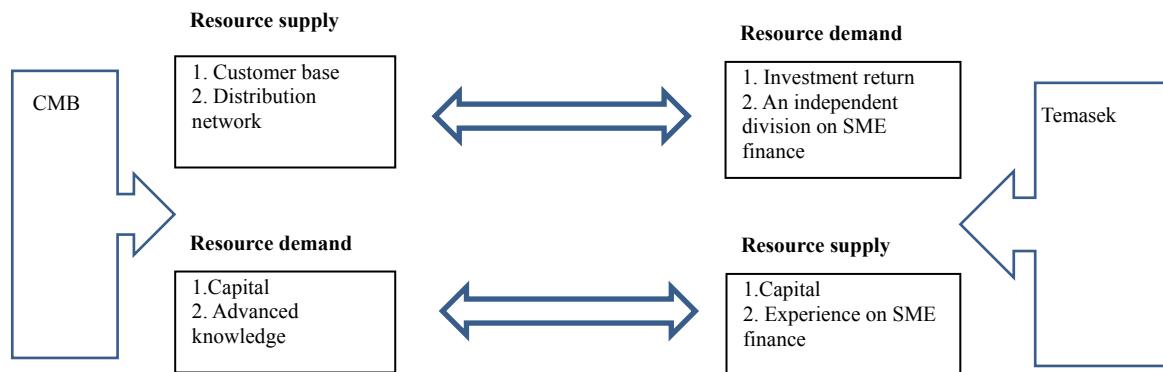 Resource supply
Resource demand
CMB
1. Customer base
2. Distribution
network
1. Investment return
2. An independent
division on SME
finance
Temasek
Resource demand
Resource supply
1.Capital
2. Advanced
knowledge
1.Capital
2. Experience on SME
finance